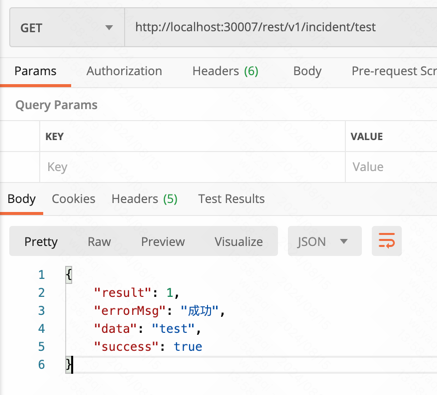 GET http://localhost:30007/rest/v1/incident/test
Params Authorization Headers (6) Body Pre-request Scr
Query Params
KEY VALUE
Key Value
Body Cookies Headers (5) Test Results
Pretty Raw Preview Visualize JSON
1 {
2 "result": 1,
3 "errorMsg": "成功",
4 "data": "test",
5 "success": true
6 }